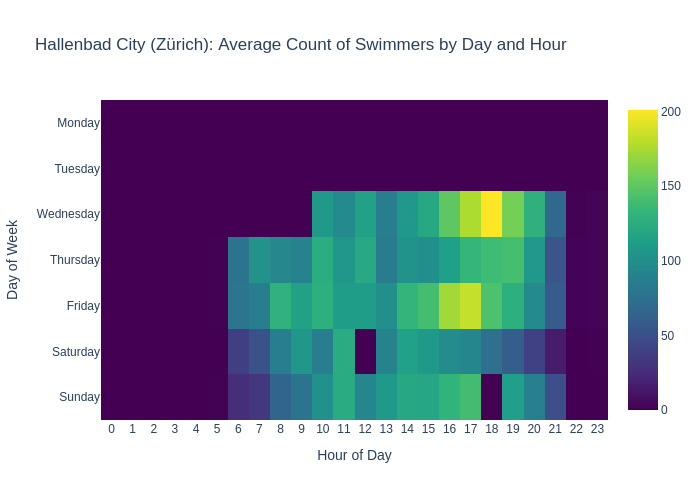 Hallenbad City (Zürich): Average Count of Swimmers by Day and Hour
Monday
Tuesday
Wednesday
Thursday
Friday
Saturday
Sunday
Day of Week
0 1 2 3 4 5 6 7 8 9 10 11 12 13 14 15 16 17 18 19 20 21 22 23
Hour of Day
200
150
100
50
0